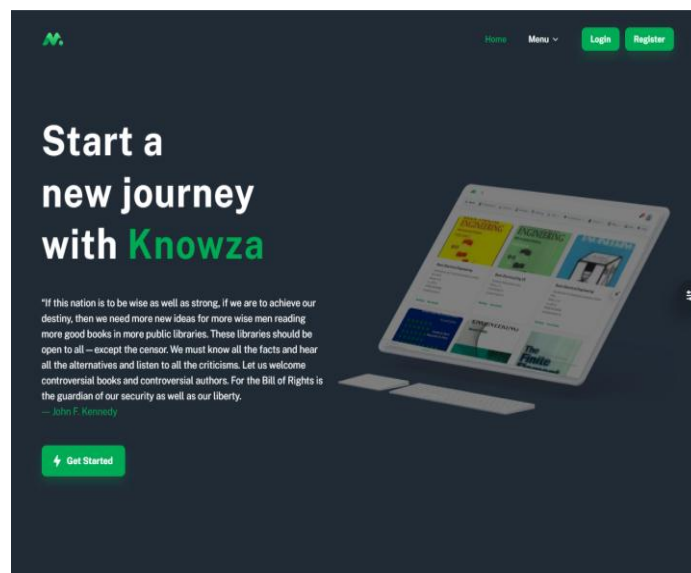 Home Menu Login Register
Start a
new journey
with Knowza
"If this nation is to be wise as well as strong, if we are to achieve our
destiny, then we need more new ideas for more wise men reading
more good books in more public libraries. These libraries should be
open to all — except the censor. We must know all the facts and hear
all the alternatives and listen to all the criticisms. Let us welcome
controversial books and controversial authors. For the Bill of Rights is
the guardian of our security as well as our liberty.
— John F. Kennedy
Get Started
ENGINEERING
ENGINEERING
The
Finite